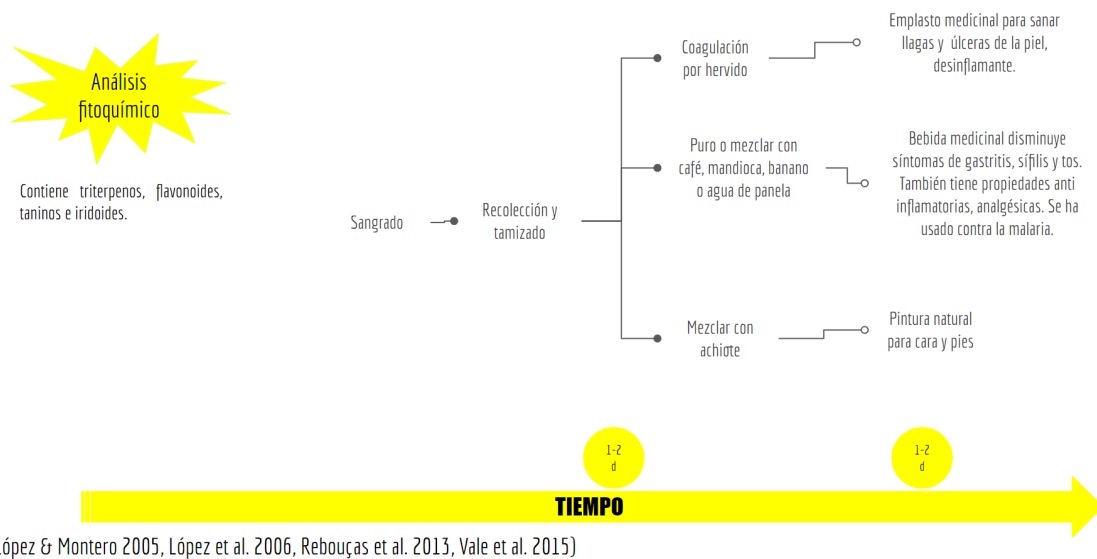 Análisis
fitoquímico
Contiene triterpenos, flavonoides,
taninos e iridoides.
Sangrado
Recolección y
tamizado
Coagulación
por hervido
Emplasto medicinal para sanar
llagas y úlceras de la piel,
desinflamante.
Puro o mezclar con
café, mandioca, banano
o agua de panela
Bebida medicinal disminuye
síntomas de gastritis, sífilis y tos.
También tiene propiedades anti
inflamatorias, analgésicas. Se ha
usado contra la malaria.
Mezclar con
achiote
Pintura natural
para cara y pies
1-2
d
1-2
d
TIEMPO
ópez & Montero 2005, López et al. 2006, Rebouças et al. 2013, Vale et al. 2015)